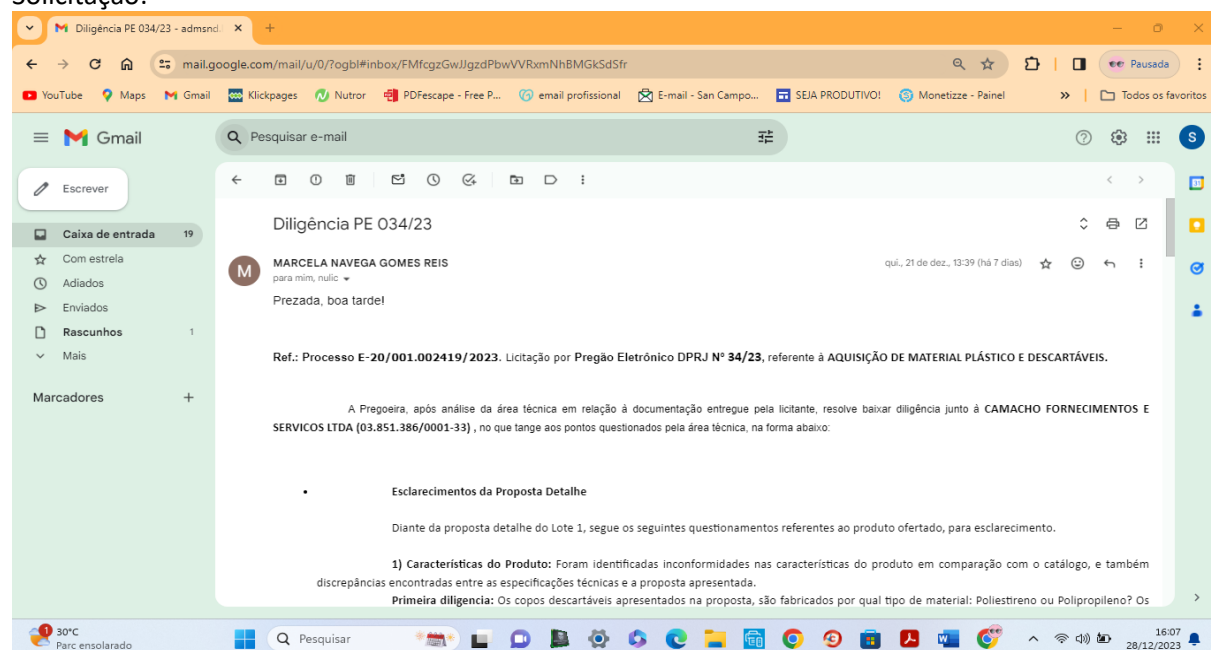 Solicitação:
Diligência PE 034/23 - admsnd.
mail.google.com/mail/u/0/?ogbl#inbox/FMfcgzGwJJgzdPbwVVRxmNhBMGkSdSfr
Pausada
YouTube Maps Gmail Klickpages Nutror PDFescape - Free P... email profissional E-mail - San Campo... SEJA PRODUTIVO! Monetizze - Painel » Todos os favoritos
Gmail
Pesquisar e-mail
S
Escrever
Caixa de entrada 19
Com estrela
Adiados
Enviados
Rascunhos 1
Mais
Marcadores
Diligência PE 034/23
M
MARCELA NAVEGA GOMES REIS
qui., 21 de dez., 13:39 (há 7 dias)
para mim, nulic
Prezada, boa tarde!
Ref.: Processo E-20/001.002419/2023. Licitação por Pregão Eletrônico DPRJ Nº 34/23, referente à AQUISIÇÃO DE MATERIAL PLÁSTICO E DESCARTÁVEIS.
A Pregoeira, após análise da área técnica em relação à documentação entregue pela licitante, resolve baixar diligência junto à CAMACHO FORNECIMENTOS E
SERVICOS LTDA (03.851.386/0001-33) , no que tange aos pontos questionados pela área técnica, na forma abaixo:
• Esclarecimentos da Proposta Detalhe
Diante da proposta detalhe do Lote 1, segue os seguintes questionamentos referentes ao produto ofertado, para esclarecimento.
1) Características do Produto: Foram identificadas inconformidades nas características do produto em comparação com o catálogo, e também
discrepâncias encontradas entre as especificações técnicas e a proposta apresentada.
Primeira diligencia: Os copos descartáveis apresentados na proposta, são fabricados por qual tipo de material: Poliestireno ou Polipropileno? Os
1
30°C
Parc ensolarado
Pesquisar
16:07
28/12/2023